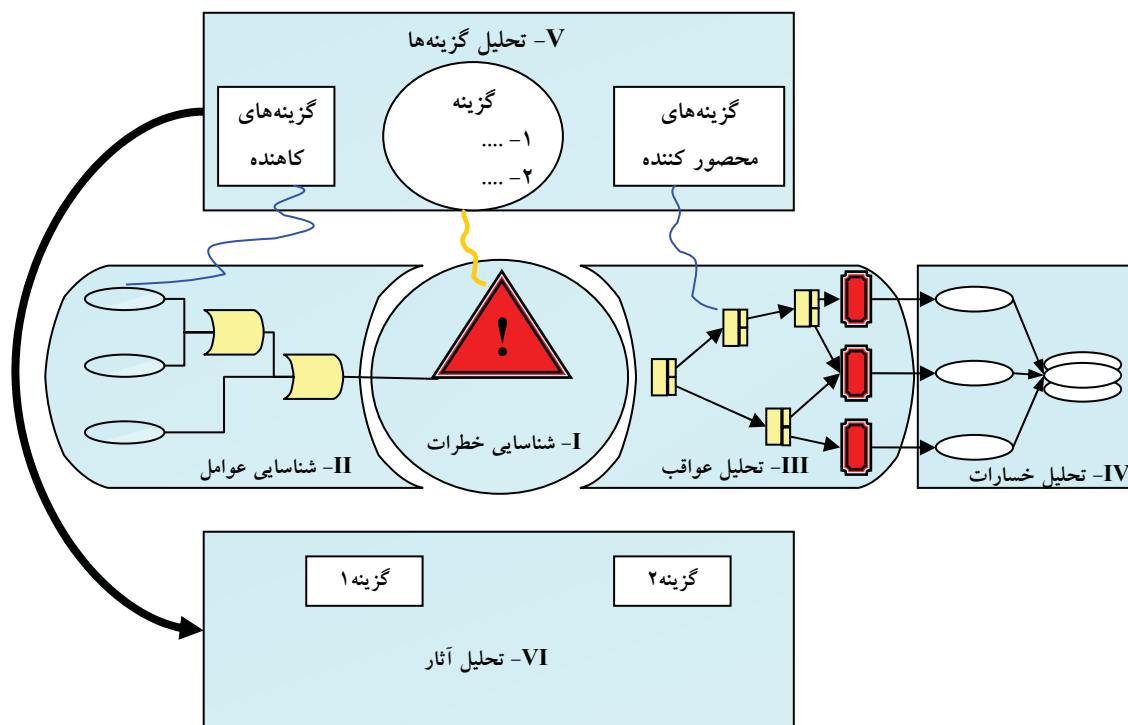 V- تحلیل گزینه‌ها
گزینه‌های
محصور کننده
گزینه
۱- ....
۲- ....
گزینه‌های
کاهنده
!
I- شناسایی خطرات
II- شناسایی عوامل
III- تحلیل عواقب
IV- تحلیل خسارات
گزینه۲
گزینه۱
VI- تحلیل آثار